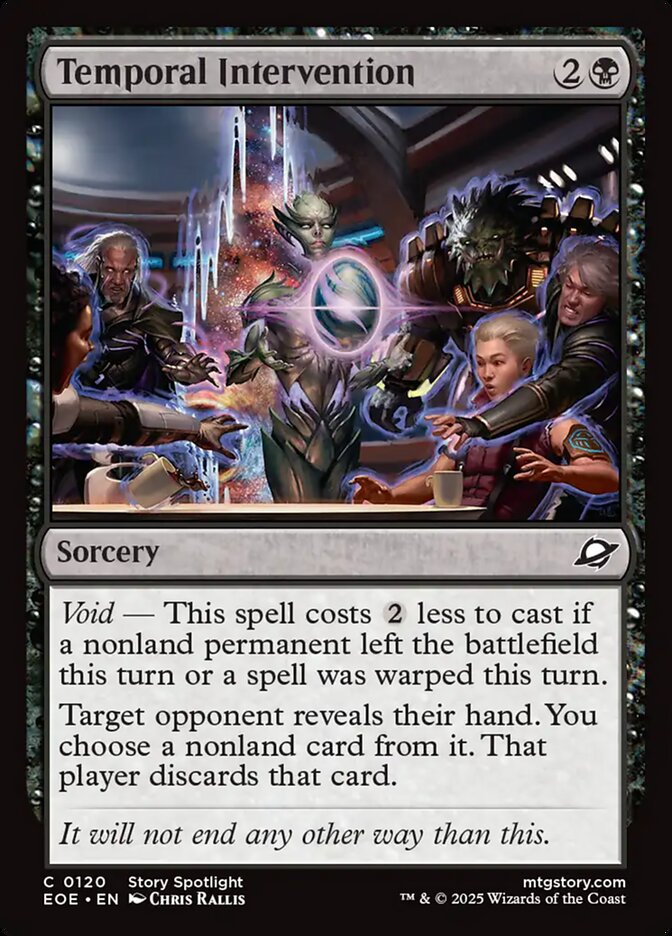 Temporal Intervention 2
Sorcery
Void — This spell costs 2 less to cast if
a nonland permanent left the battlefield
this turn or a spell was warped this turn.
Target opponent reveals their hand. You
choose a nonland card from it. That
player discards that card.
It will not end any other way than this.
C 0120 Story Spotlight mtgstory.com
EOE • EN Chris Rallis ™ & © 2025 Wizards of the Coast